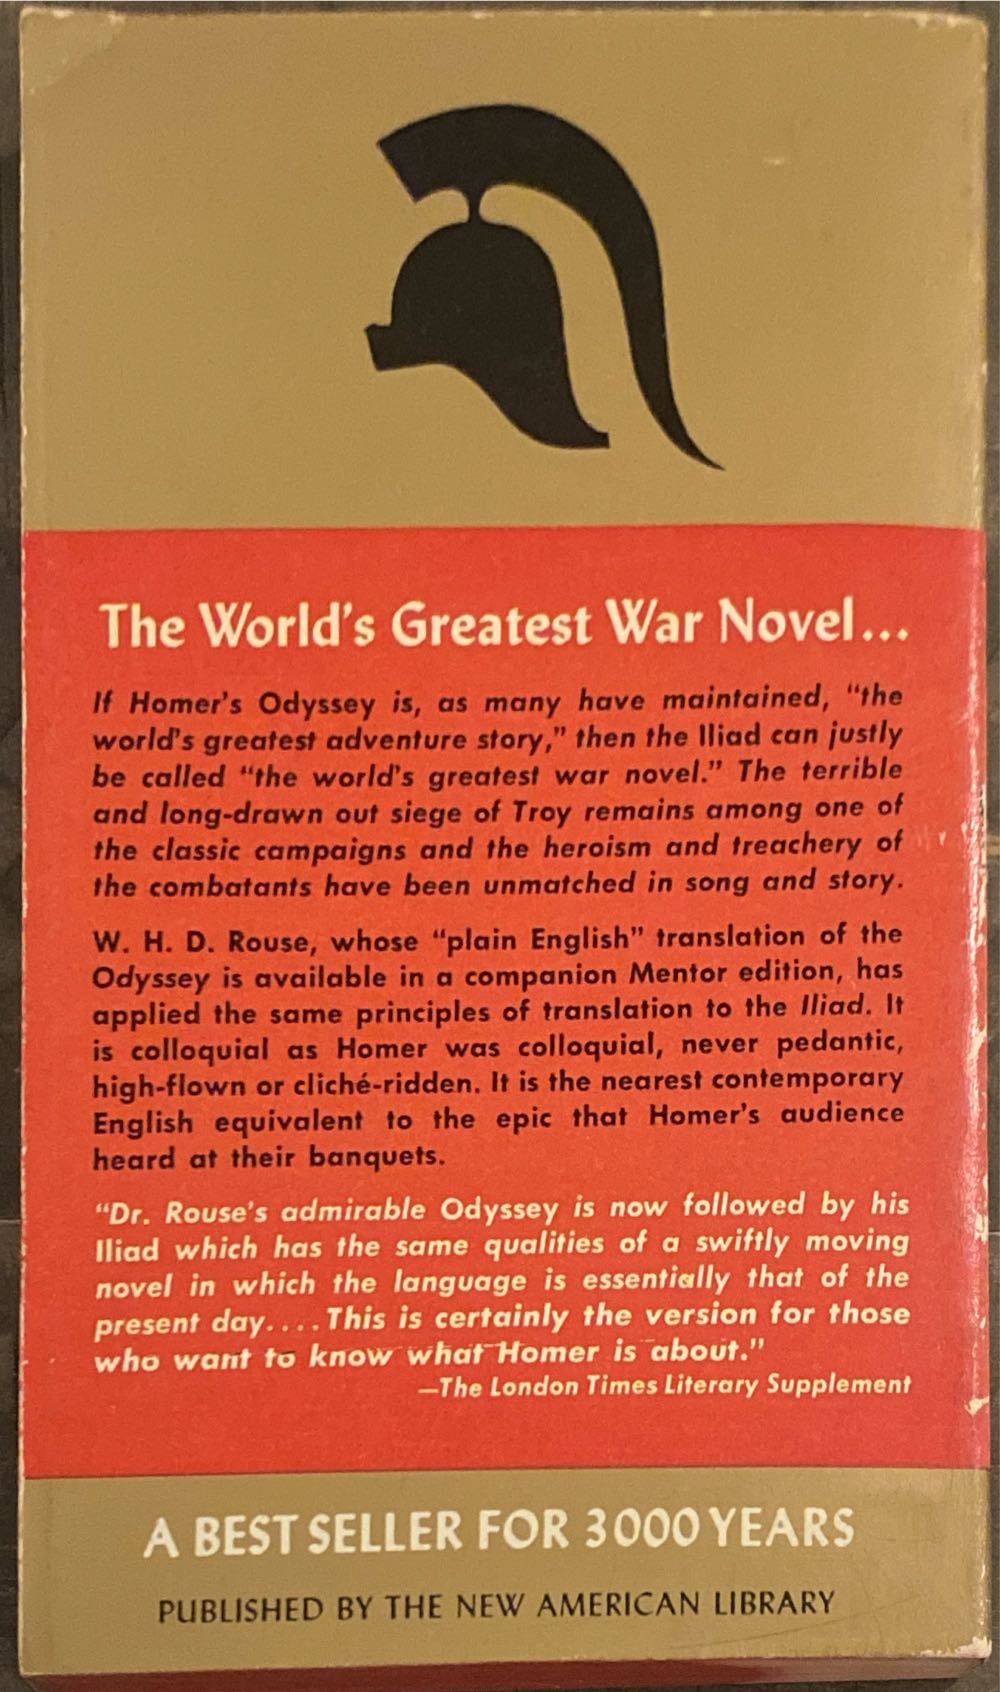 The World's Greatest War Novel...
If Homer's Odyssey is, as many have maintained, "the
world's greatest adventure story," then the Iliad can justly
be called "the world's greatest war novel." The terrible
and long-drawn out siege of Troy remains among one of
the classic campaigns and the heroism and treachery of
the combatants have been unmatched in song and story.
W. H. D. Rouse, whose "plain English" translation of the
Odyssey is available in a companion Mentor edition, has
applied the same principles of translation to the Iliad. It
is colloquial as Homer was colloquial, never pedantic,
high-flown or cliché-ridden. It is the nearest contemporary
English equivalent to the epic that Homer's audience
heard at their banquets.
"Dr. Rouse's admirable Odyssey is now followed by his
Iliad which has the same qualities of a swiftly moving
novel in which the language is essentially that of the
present day.... This is certainly the version for those
who want to know what Homer is about."
—The London Times Literary Supplement
A BEST SELLER FOR 3000 YEARS
PUBLISHED BY THE NEW AMERICAN LIBRARY